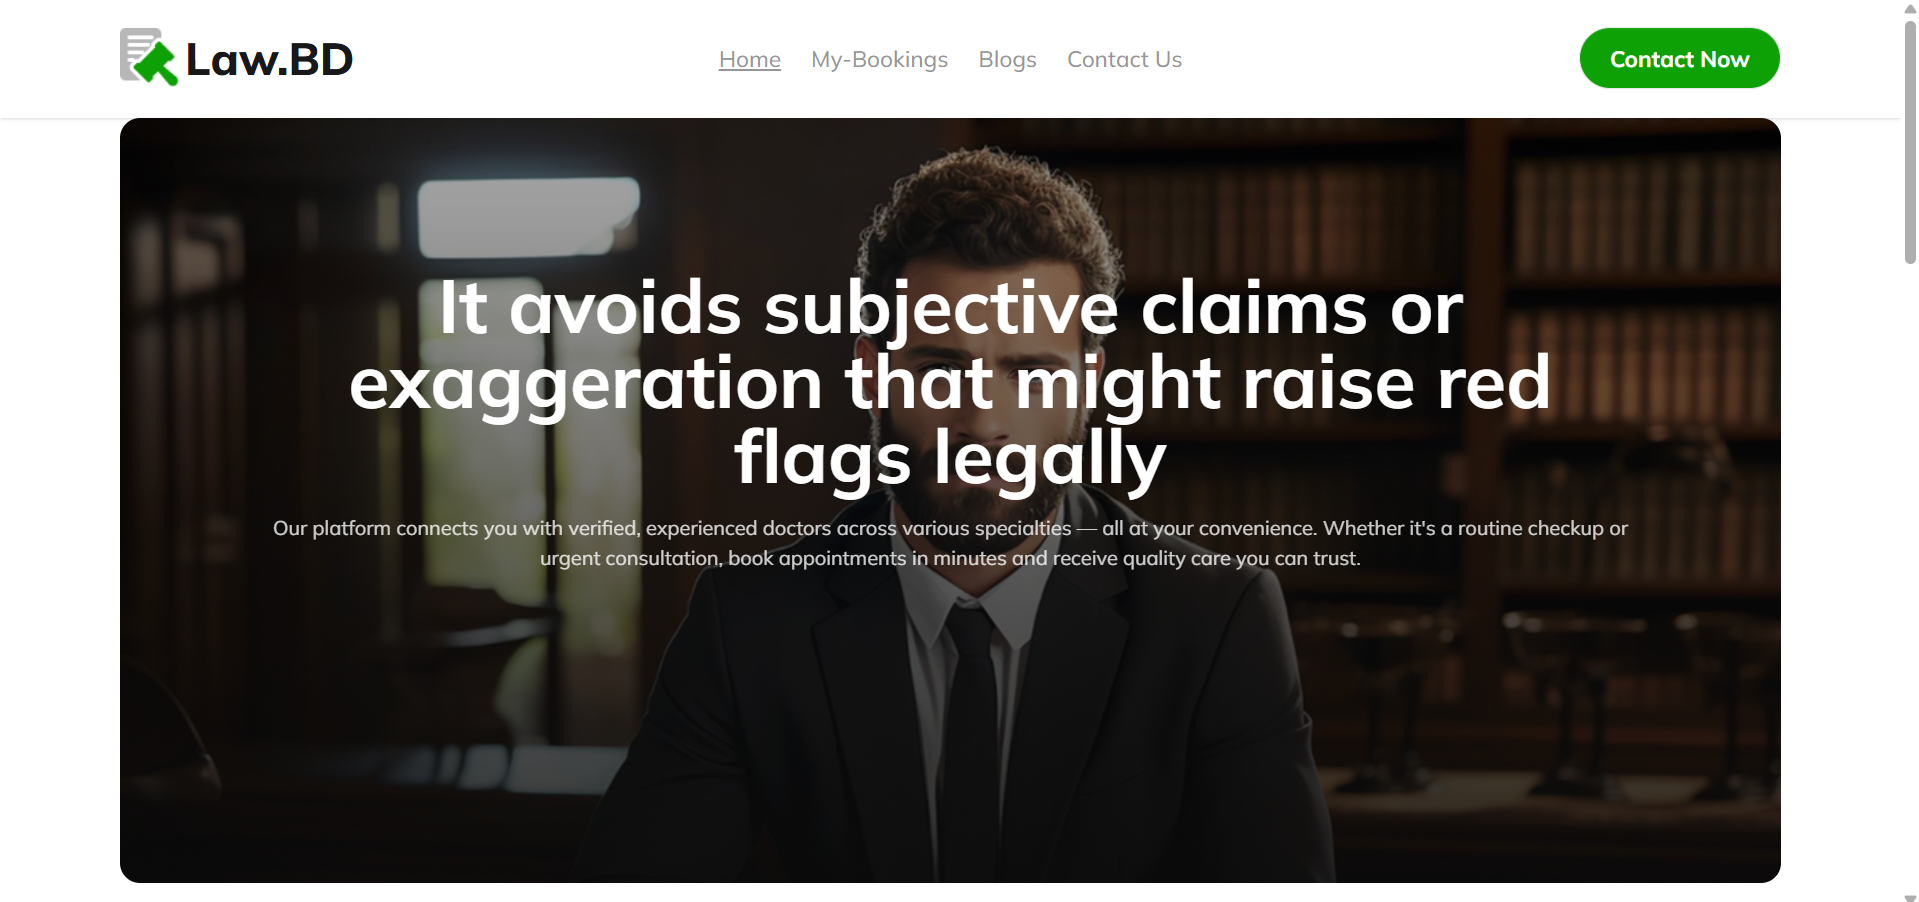 Law.BD
Home My-Bookings Blogs Contact Us
Contact Now
It avoids subjective claims or
exaggeration that might raise red
flags legally
Our platform connects you with verified, experienced doctors across various specialties — all at your convenience. Whether it's a routine checkup or
urgent consultation, book appointments in minutes and receive quality care you can trust.